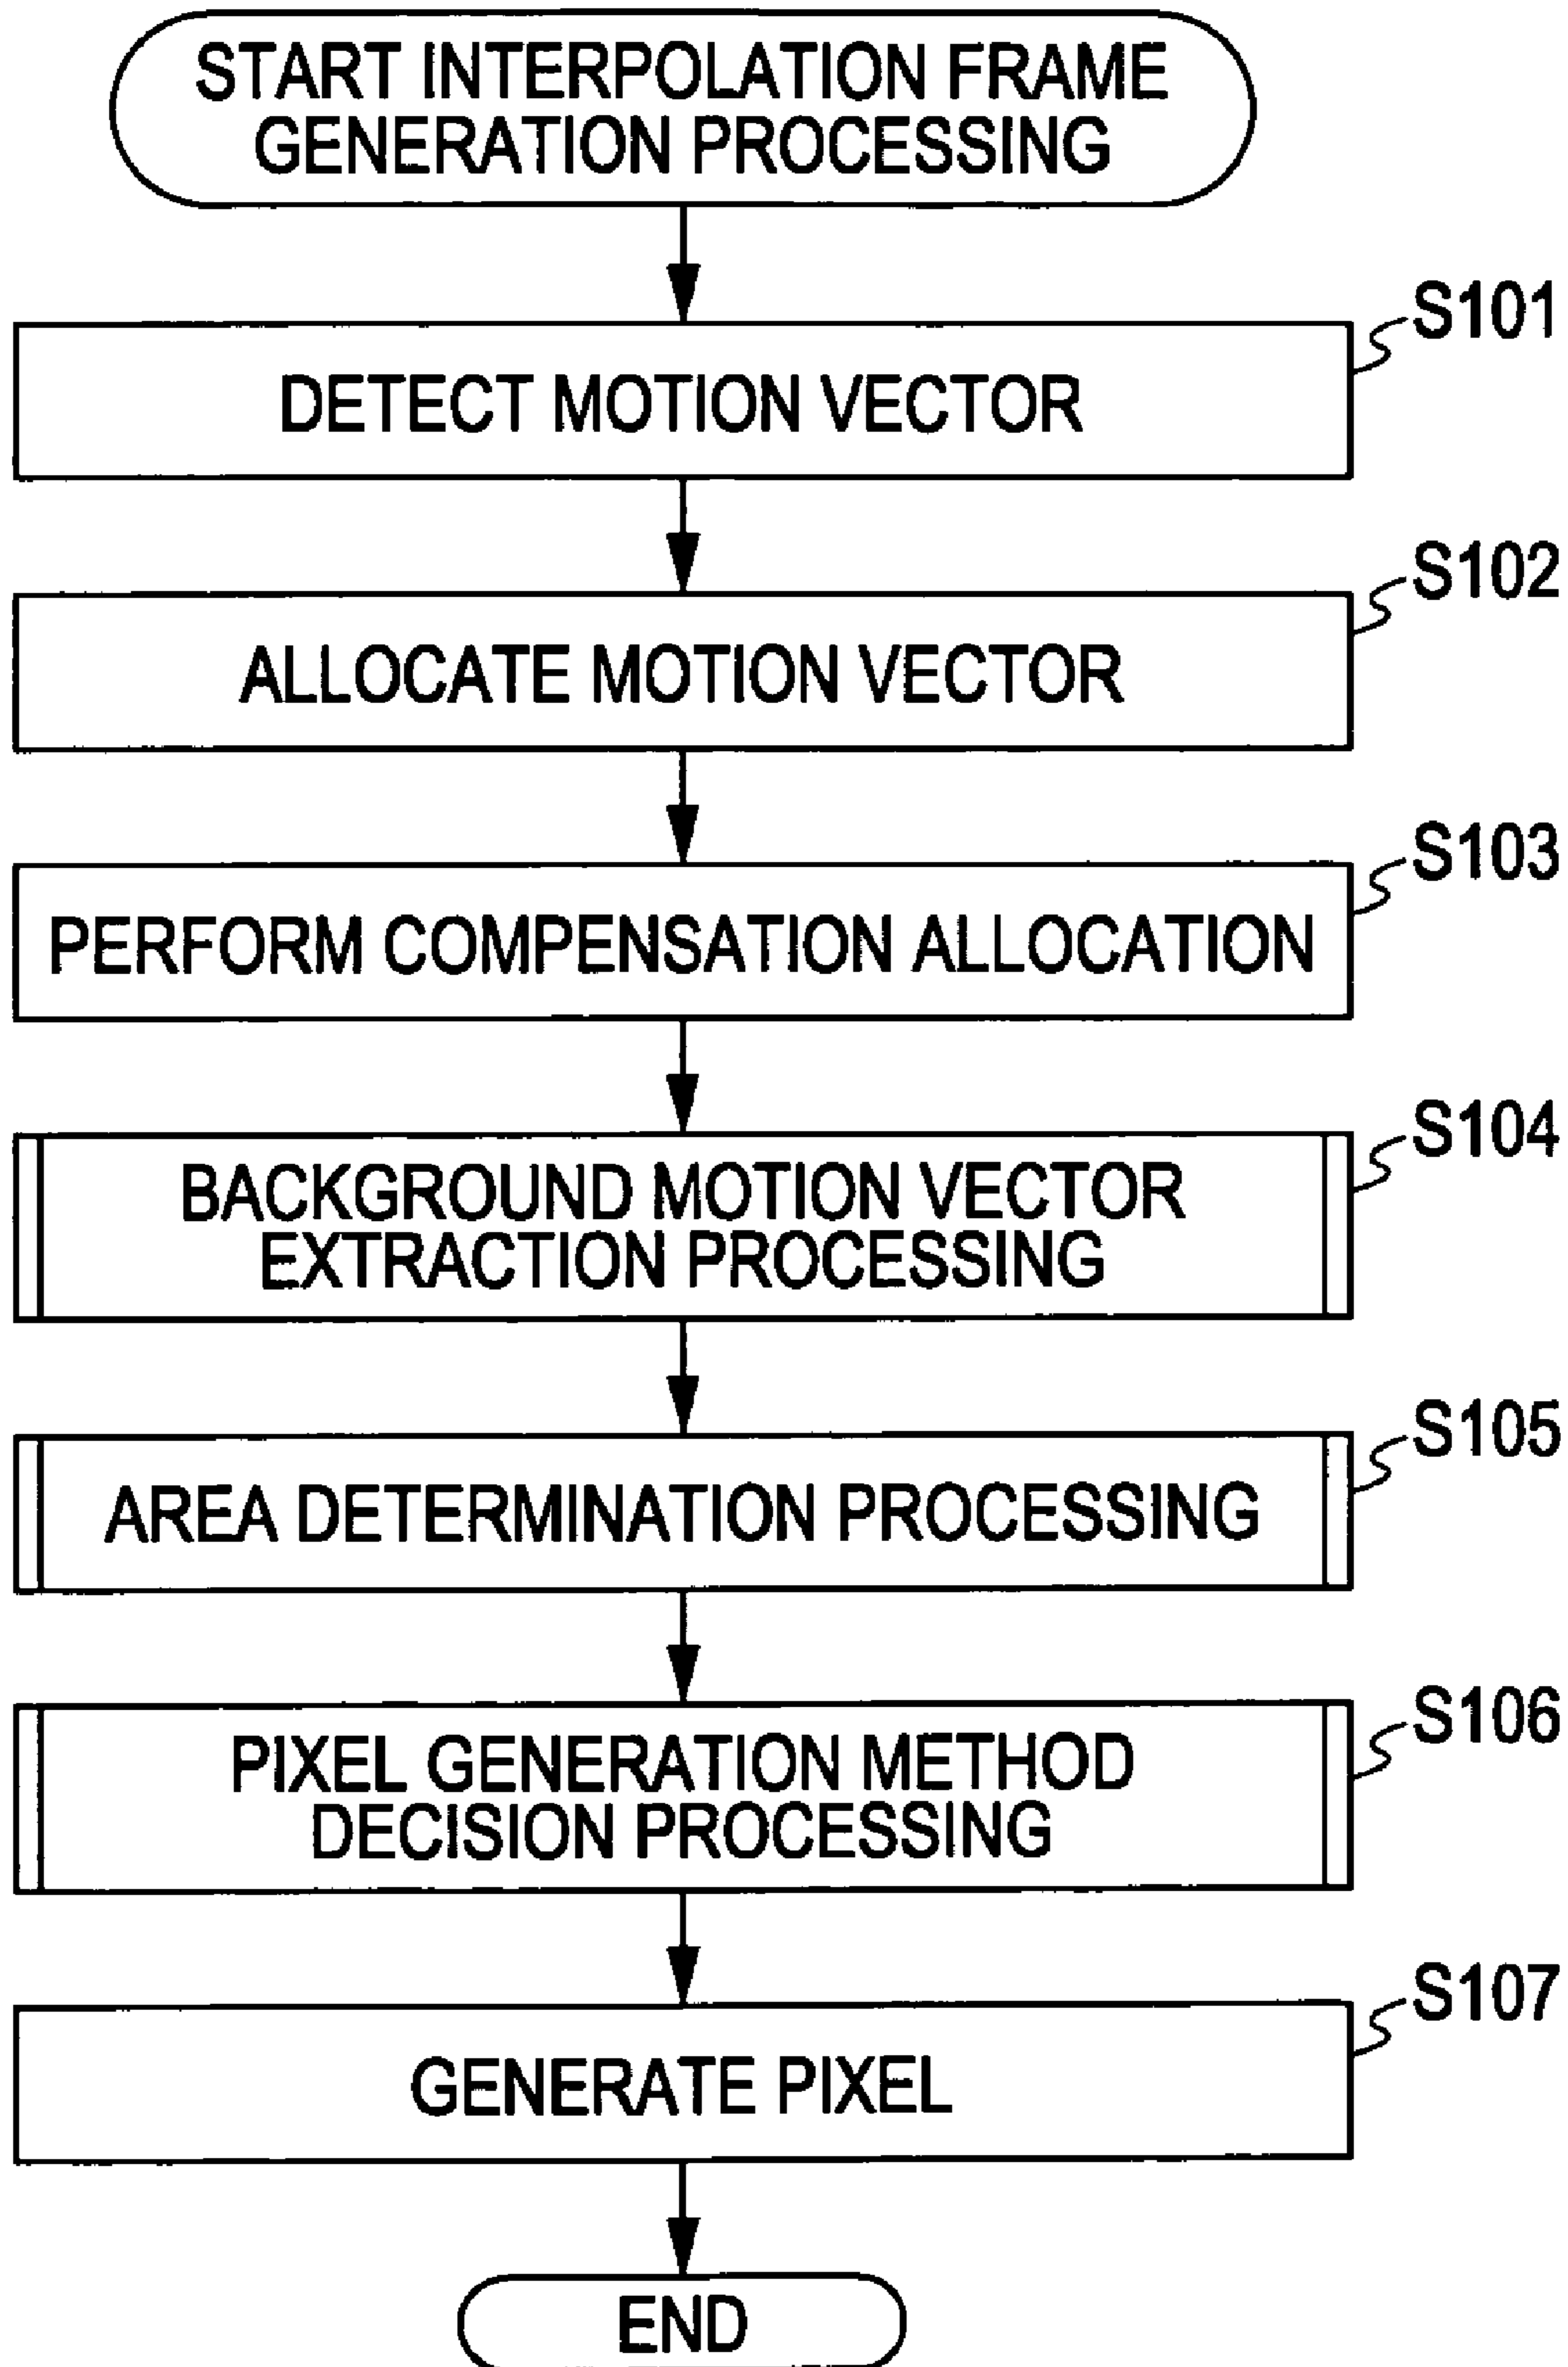 START INTERPOLATION FRAME
GENERATION PROCESSING
S101
DETECT MOTION VECTOR
S102
ALLOCATE MOTION VECTOR
S103
PERFORM COMPENSATION ALLOCATION
S104
BACKGROUND MOTION VECTOR
EXTRACTION PROCESSING
S105
AREA DETERMINATION PROCESSING
S106
PIXEL GENERATION METHOD
DECISION PROCESSING
S107
GENERATE PIXEL
END